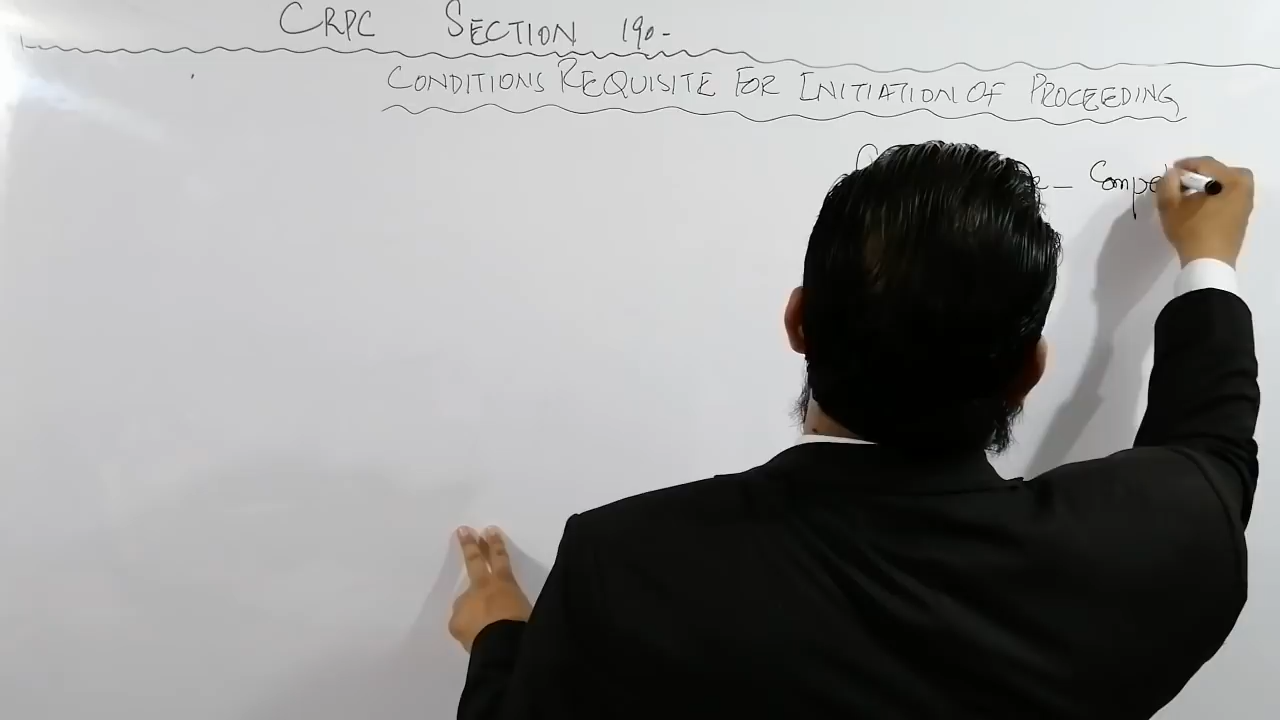 CRPC SECTION 190-
CONDITIONS REQUISITE FOR INITIATION OF PROCEEDING